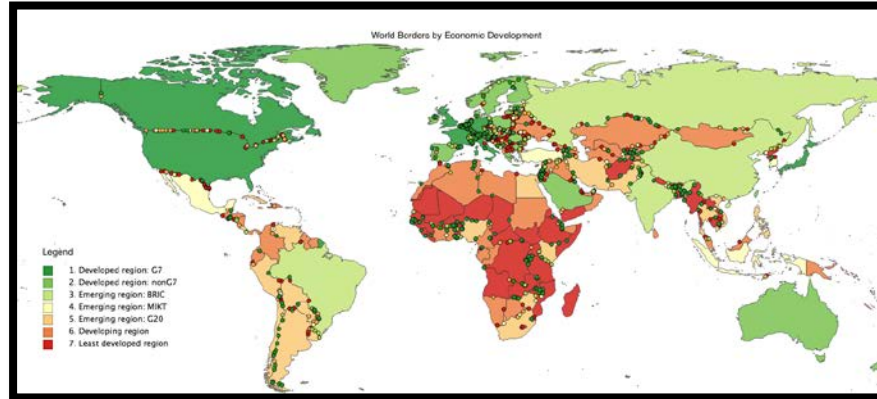 World Borders by Economic Development
Legend
1. Developed region: G7
2. Developed region: nonG7
3. Emerging region: BRIC
4. Emerging region: MIKT
5. Emerging region: G20
6. Developing region
7. Least developed region